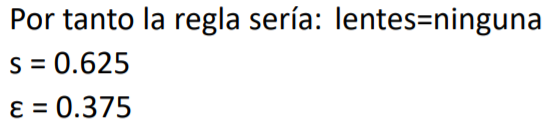 Por tanto la regla sería: lentes=ninguna
s = 0.625
ε = 0.375